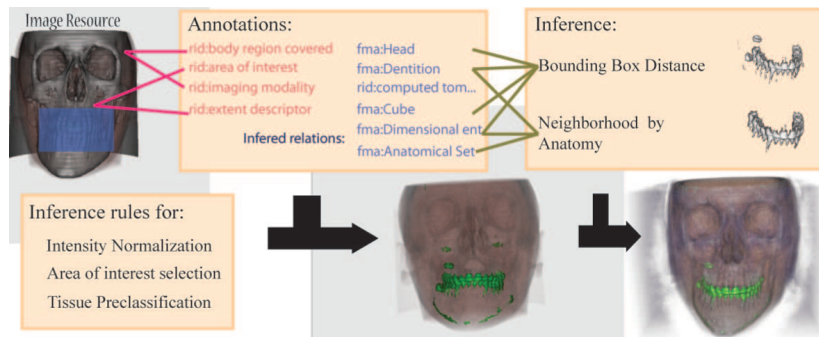 Image Resource
Annotations:
rid:body region covered
rid:area of interest
rid:imaging modality
rid:extent descriptor
fma:Head
fma:Dentition
rid:computed tom...
fma:Cube
Infered relations:
fma:Dimensional ent
fma:Anatomical Set
Inference:
Bounding Box Distance
Neighborhood by
Anatomy
Inference rules for:
Intensity Normalization
Area of interest selection
Tissue Preclassification